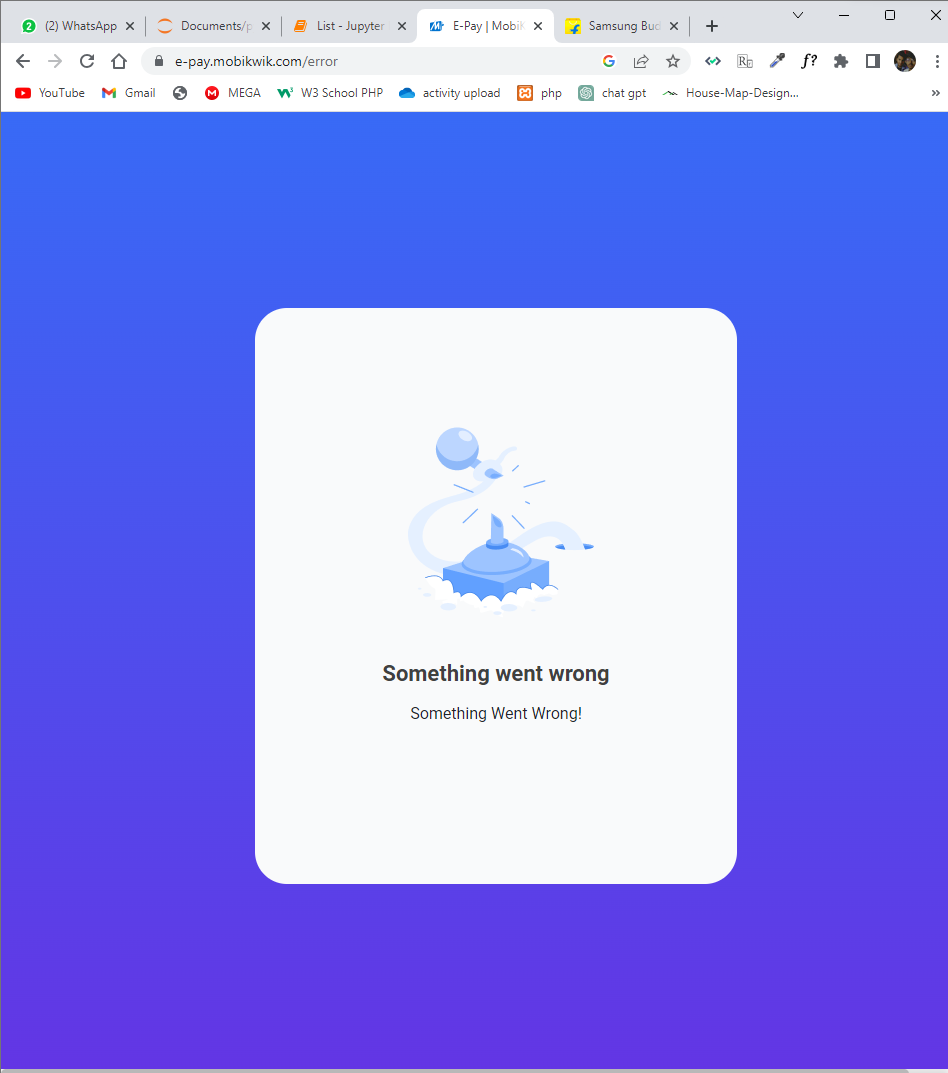 (2) WhatsApp
Documents/p
List - Jupyter
E-Pay | Mobi
Samsung Bud
e-pay.mobikwik.com/error
f?
YouTube
Gmail
MEGA
W3 School PHP
activity upload
php
chat gpt
House-Map-Design...
Something went wrong
Something Went Wrong!